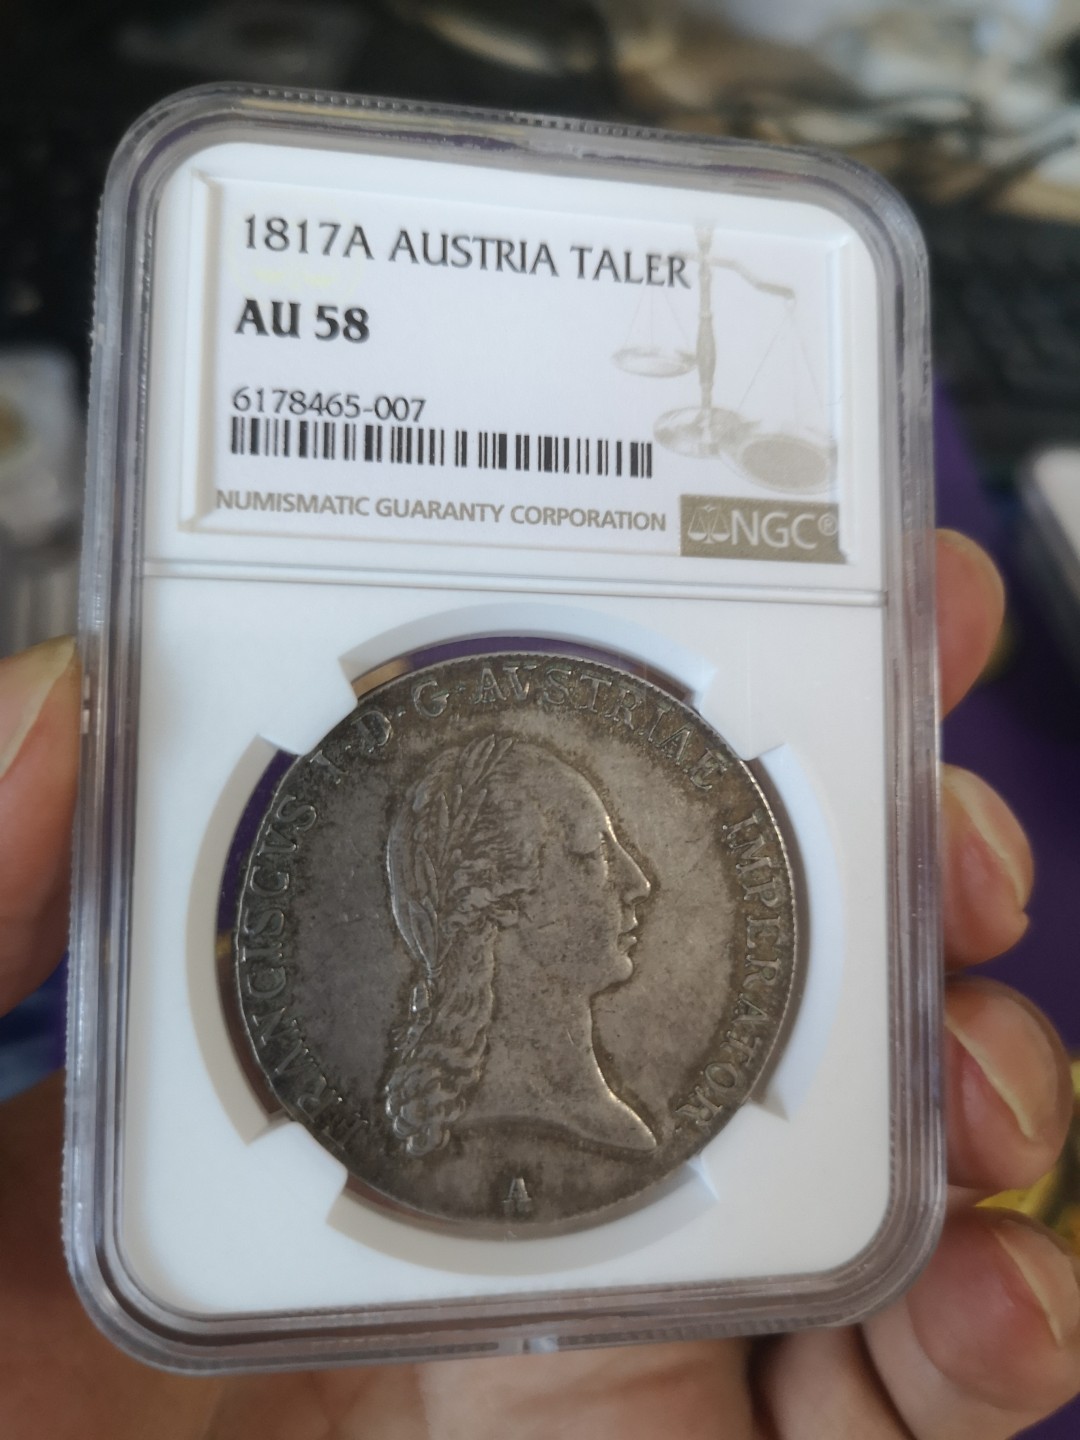 1817A AUSTRIA TALER
AU 58
6178465-007
NUMISMATIC GUARANTY CORPORATION
NGC®
FRANCISCVS I·D·G·AVSTRIAE IMPERATOR·
A